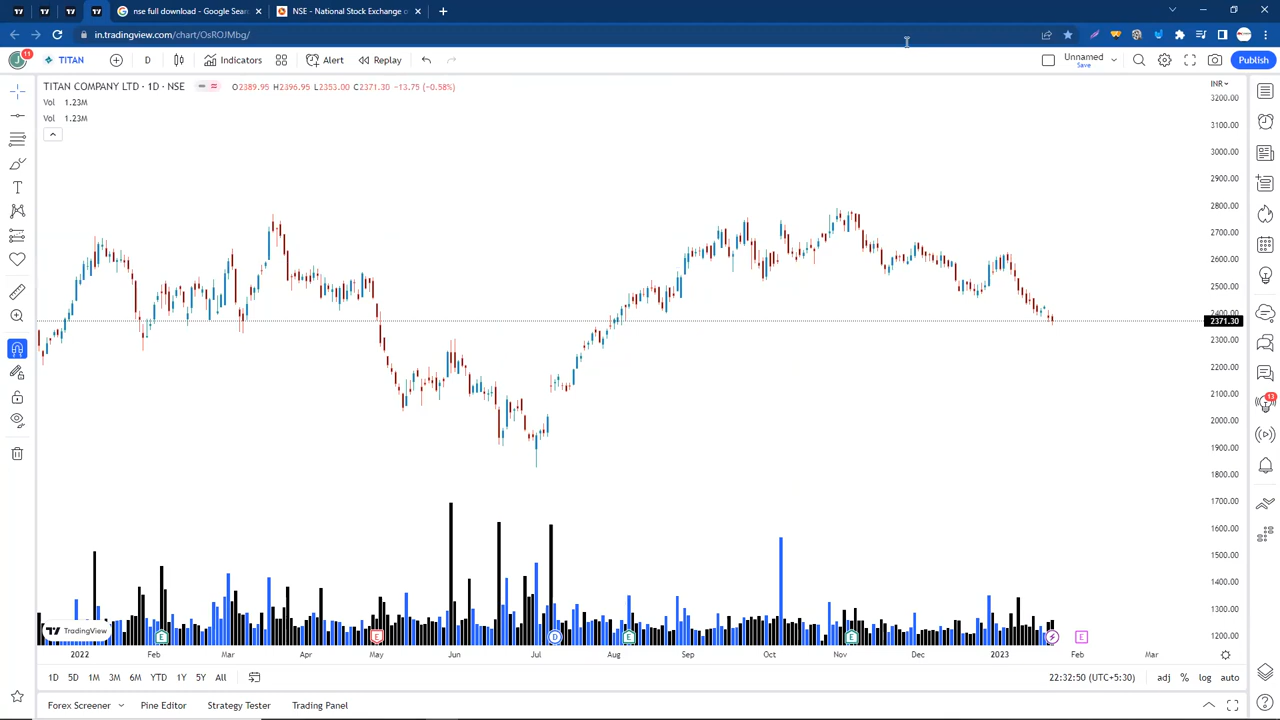 nse full download - Google Sear
NSE - National Stock Exchange o
in.tradingview.com/chart/OsROJMbg/
J 11 TITAN D Indicators Alert Replay Unnamed Save Publish
TITAN COMPANY LTD · 1D · NSE O2389.95 H2396.95 L2353.00 C2371.30 -13.75 (-0.58%) INR
Vol 1.23M
Vol 1.23M
3200.00
3100.00
3000.00
2900.00
2800.00
2700.00
2600.00
2500.00
2400.00
2371.30
2300.00
2200.00
2100.00
2000.00
1900.00
1800.00
1700.00
1600.00
1500.00
1400.00
1300.00
1200.00
13
TradingView
E E D E E E
2022 Feb Mar Apr May Jun Jul Aug Sep Oct Nov Dec 2023 Feb Mar
1D 5D 1M 3M 6M YTD 1Y 5Y All 22:32:50 (UTC+5:30) adj % log auto
Forex Screener Pine Editor Strategy Tester Trading Panel